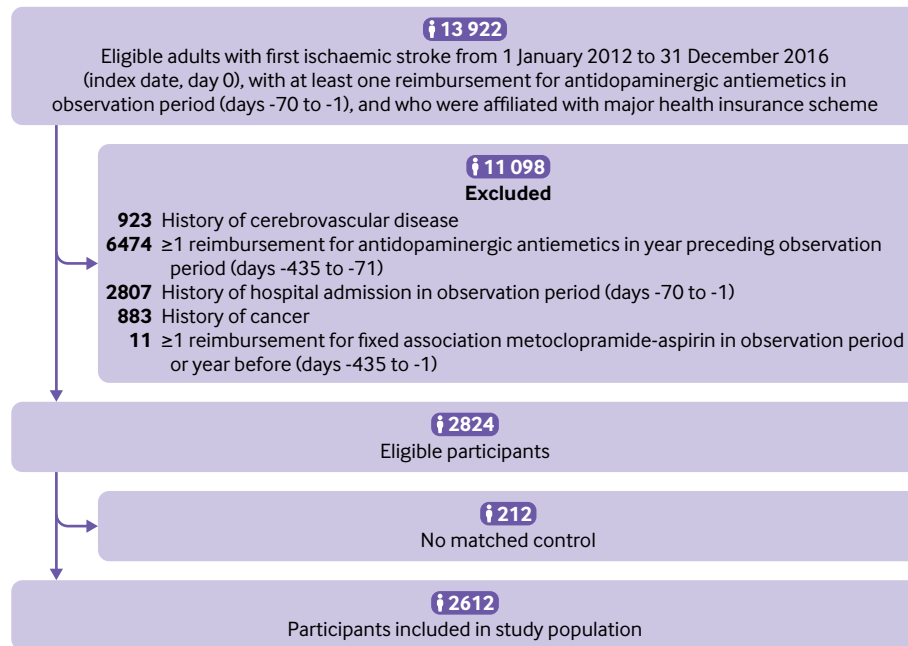 13 922
Eligible adults with first ischaemic stroke from 1 January 2012 to 31 December 2016
(index date, day 0), with at least one reimbursement for antidopaminergic antiemetics in
observation period (days -70 to -1), and who were affiliated with major health insurance scheme
11 098
Excluded
923 History of cerebrovascular disease
6474 ≥1 reimbursement for antidopaminergic antiemetics in year preceding observation
period (days -435 to -71)
2807 History of hospital admission in observation period (days -70 to -1)
883 History of cancer
11 ≥1 reimbursement for fixed association metoclopramide-aspirin in observation period
or year before (days -435 to -1)
2824
Eligible participants
212
No matched control
2612
Participants included in study population